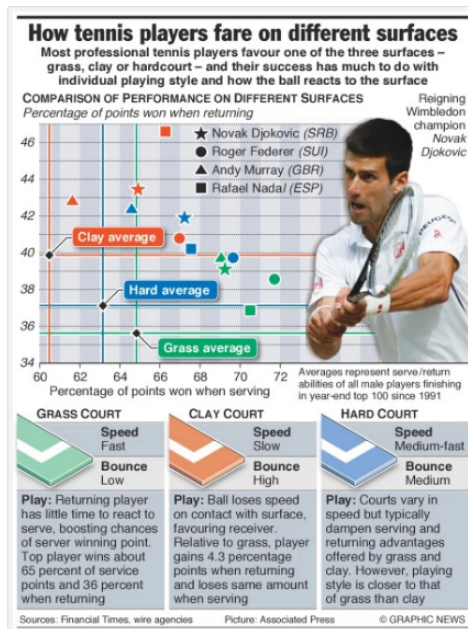 How tennis players fare on different surfaces
Most professional tennis players favour one of the three surfaces –
grass, clay or hardcourt – and their success has much to do with
individual playing style and how the ball reacts to the surface
COMPARISON OF PERFORMANCE ON DIFFERENT SURFACES
Percentage of points won when returning
Reigning
Wimbledon
champion
Novak
Djokovic
46
44
42
40
38
36
34
Novak Djokovic (SRB)
Roger Federer (SUI)
Andy Murray (GBR)
Rafael Nadal (ESP)
Clay average
Hard average
Grass average
PEUGEOT
60 62 64 66 68 70 72
Percentage of points won when serving
Averages represent serve/return
abilities of all male players finishing
in year-end top 100 since 1991
GRASS COURT
Speed
Fast
Bounce
Low
Play: Returning player
has little time to react to
serve, boosting chances
of server winning point.
Top player wins about
65 percent of service
points and 36 percent
when returning
CLAY COURT
Speed
Slow
Bounce
High
Play: Ball loses speed
on contact with surface,
favouring receiver.
Relative to grass, player
gains 4.3 percentage
points when returning
and loses same amount
when serving
HARD COURT
Speed
Medium-fast
Bounce
Medium
Play: Courts vary in
speed but typically
dampen serving and
returning advantages
offered by grass and
clay. However, playing
style is closer to that
of grass than clay
Sources: Financial Times, wire agencies
Picture: Associated Press
© GRAPHIC NEWS